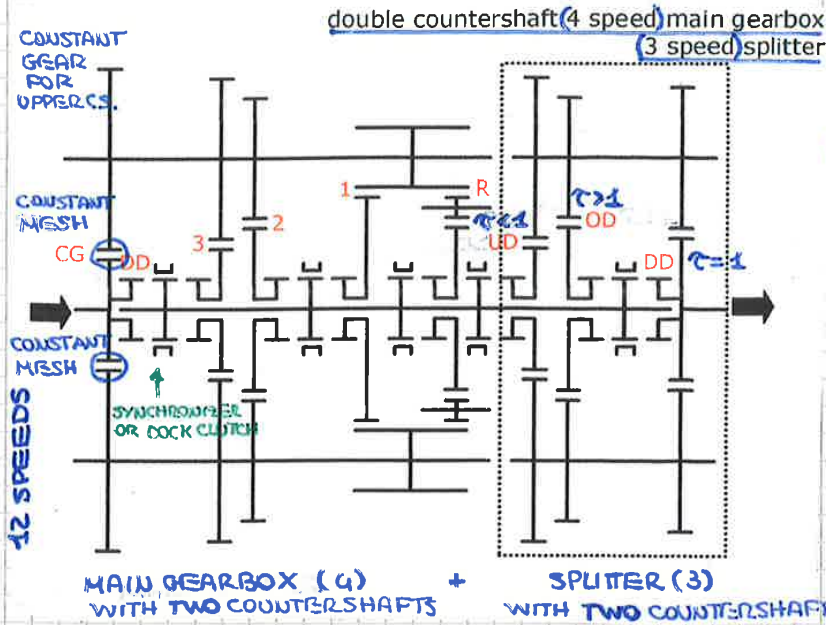 double countershaft (4 speed) main gearbox
(3 speed) splitter
CONSTANT
GEAR
FOR
UPPER CS.
CONSTANT
MESH
CG
DD
3
2
1
R
τ<1
UD
τ>1
OD
DD
τ=1
CONSTANT
MESH
SYNCHRONIZER
OR DOCK CLUTCH
12 SPEEDS
MAIN GEARBOX (4) + SPLITTER (3)
WITH TWO COUNTERSHAFTS WITH TWO COUNTERSHAF